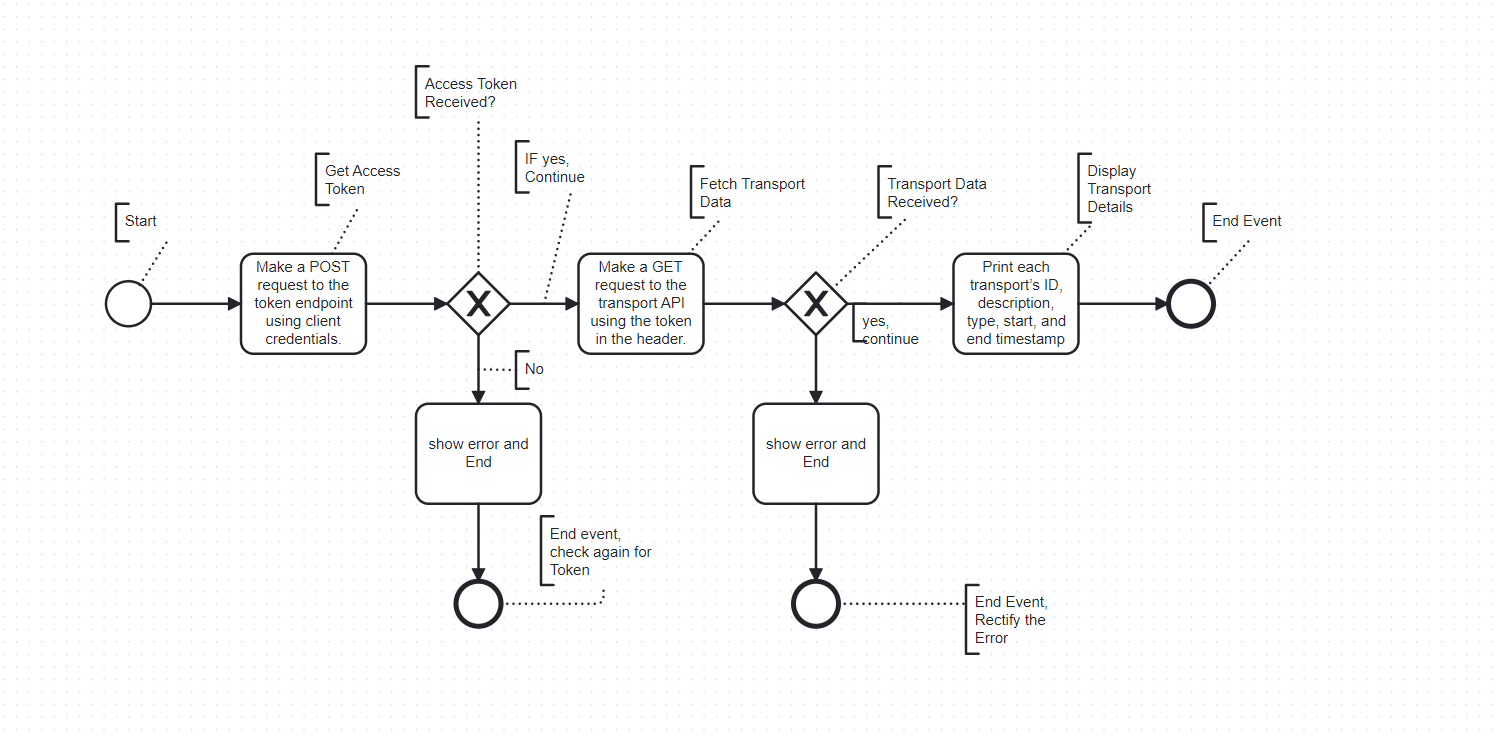 Access Token
Received?
IF yes,
Continue
Get Access
Token
Fetch Transport
Data
Transport Data
Received?
Display
Transport
Details
Start
End Event
Make a POST
request to the
token endpoint
using client
credentials.
X
Make a GET
request to the
transport API
using the token
in the header.
X
yes,
continue
Print each
transport's ID,
description,
type, start, and
end timestamp
No
show error and
End
show error and
End
End event,
check again for
Token
End Event,
Rectify the
Error